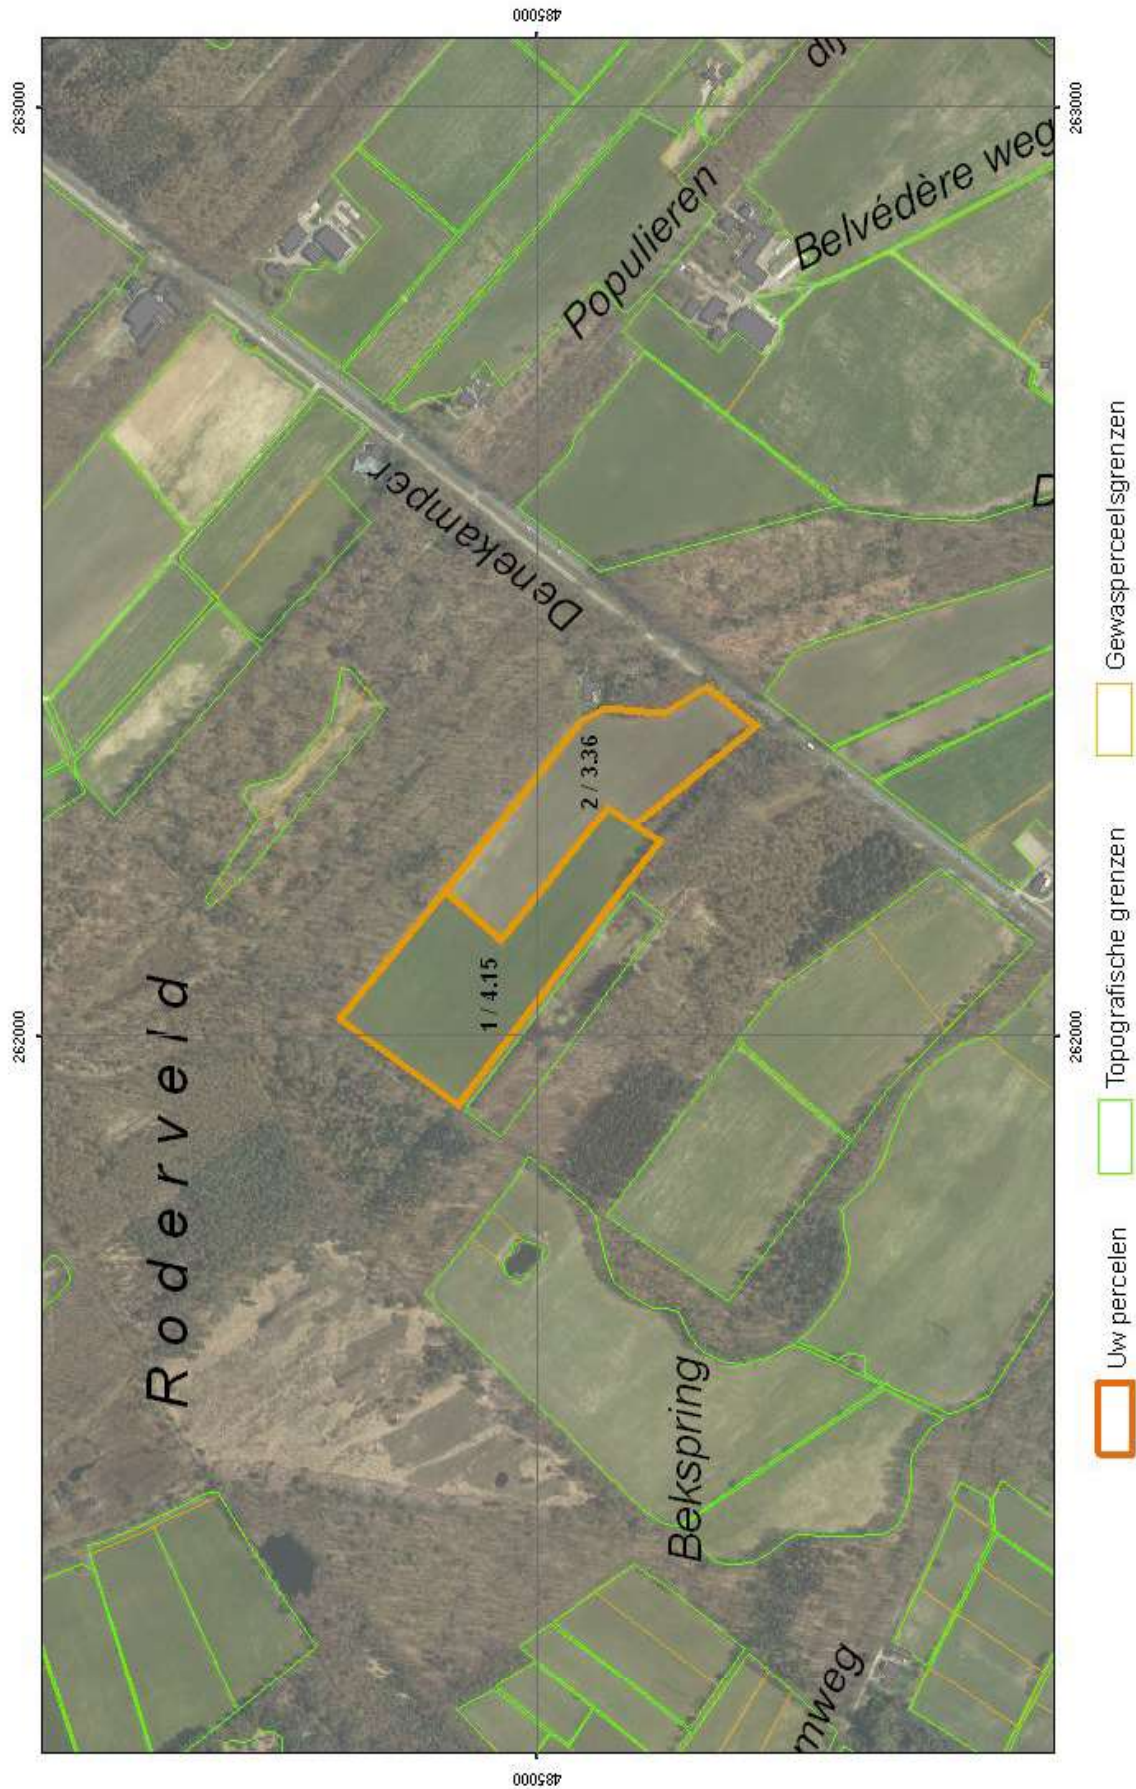 262000
263000
485000
485000
Roderveld
Denekamper
Populieren
dij
Belvédère weg
D
1 / 4.15
2 / 3.36
Bekspring
mweg
262000
263000
Uw percelen
Topografische grenzen
Gewasperceelsgrenzen